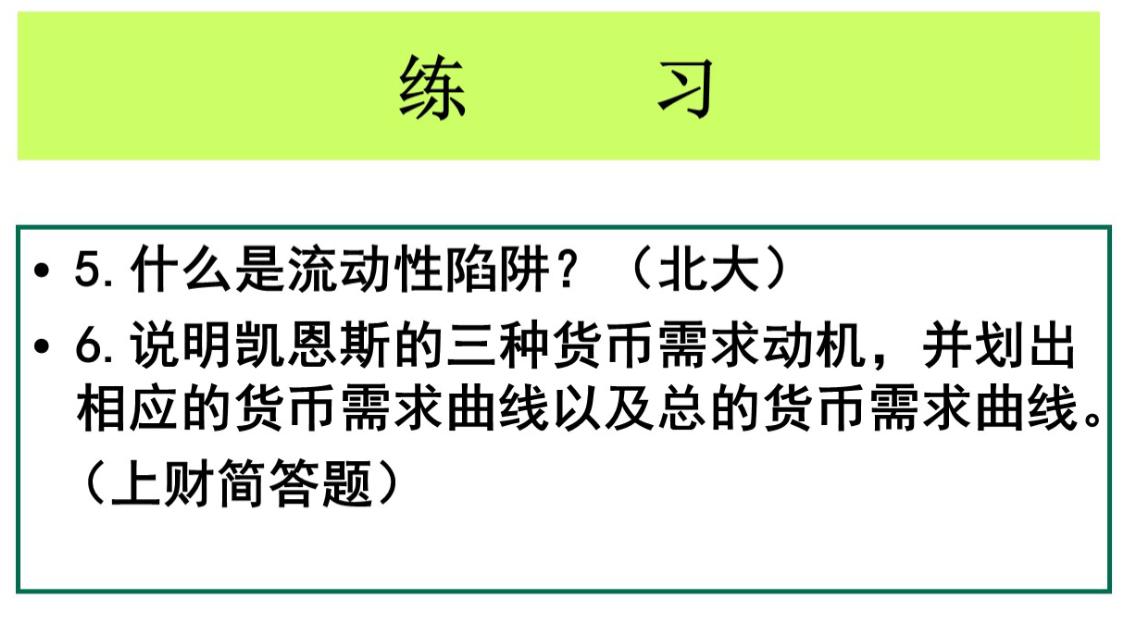 练 习
• 5.什么是流动性陷阱？（北大）
• 6.说明凯恩斯的三种货币需求动机，并划出
相应的货币需求曲线以及总的货币需求曲线。
（上财简答题）